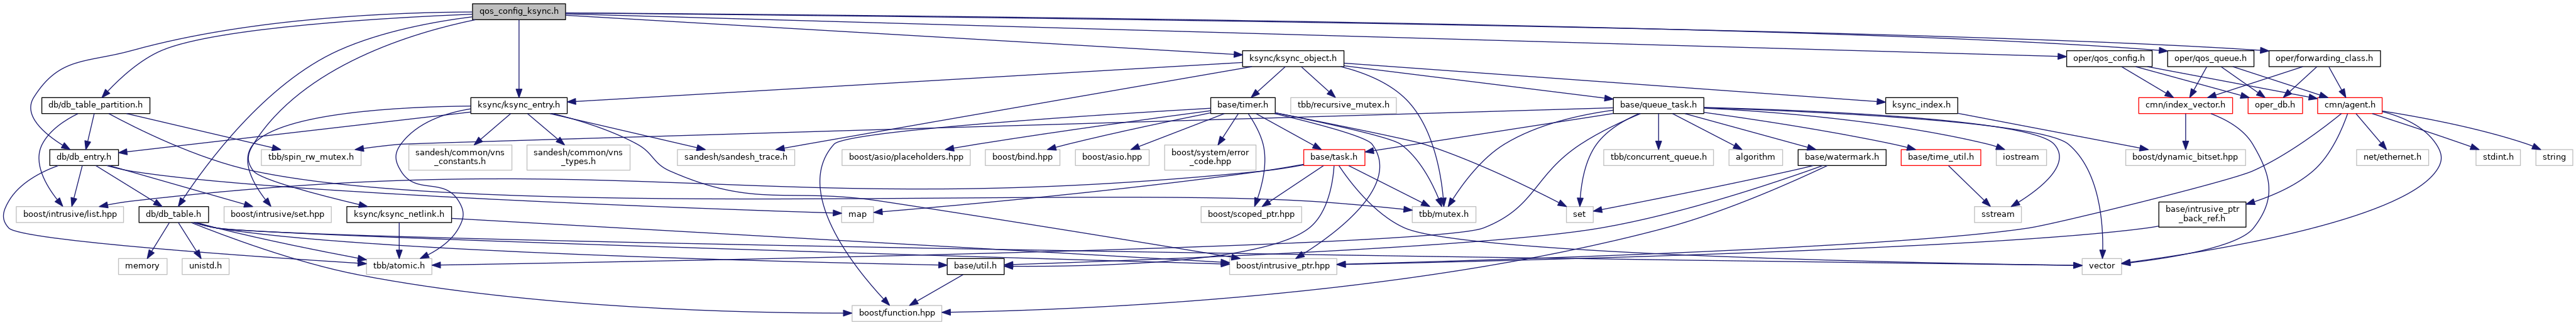 qos_config_ksync.h
ksync/ksync_object.h
oper/qos_config.h
oper/qos_queue.h
oper/forwarding_class.h
db/db_table_partition.h
ksync/ksync_entry.h
base/timer.h
tbb/recursive_mutex.h
base/queue_task.h
ksync_index.h
cmn/index_vector.h
oper_db.h
cmn/agent.h
db/db_entry.h
tbb/spin_rw_mutex.h
sandesh/common/vns
_constants.h
sandesh/common/vns
_types.h
sandesh/sandesh_trace.h
boost/asio/placeholders.hpp
boost/bind.hpp
boost/asio.hpp
boost/system/error
_code.hpp
base/task.h
tbb/concurrent_queue.h
algorithm
base/watermark.h
base/time_util.h
iostream
boost/dynamic_bitset.hpp
net/ethernet.h
stdint.h
string
boost/intrusive/list.hpp
db/db_table.h
boost/intrusive/set.hpp
ksync/ksync_netlink.h
map
boost/scoped_ptr.hpp
tbb/mutex.h
set
sstream
base/intrusive_ptr
_back_ref.h
memory
unistd.h
tbb/atomic.h
base/util.h
boost/intrusive_ptr.hpp
vector
boost/function.hpp